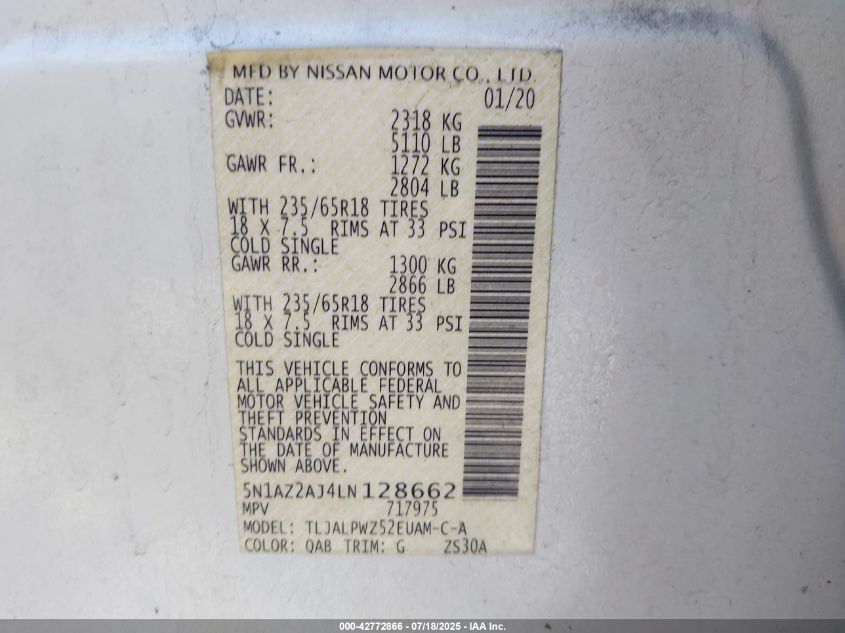 MFD BY NISSAN MOTOR CO., LTD.
DATE: 01/20
GVWR: 2318 KG
5110 LB
GAWR FR.: 1272 KG
2804 LB
WITH 235/65R18 TIRES
18 X 7.5 RIMS AT 33 PSI
COLD SINGLE
GAWR RR.: 1300 KG
2866 LB
WITH 235/65R18 TIRES
18 X 7.5 RIMS AT 33 PSI
COLD SINGLE
THIS VEHICLE CONFORMS TO
ALL APPLICABLE FEDERAL
MOTOR VEHICLE SAFETY AND
THEFT PREVENTION
STANDARDS IN EFFECT ON
THE DATE OF MANUFACTURE
SHOWN ABOVE.
5N1AZ2AJ4LN128662
MPV 717975
MODEL: TLJALPWZ52EUAM-C-A
COLOR: QAB TRIM: G ZS30A
000-42772866 - 07/18/2025 - IAA Inc.